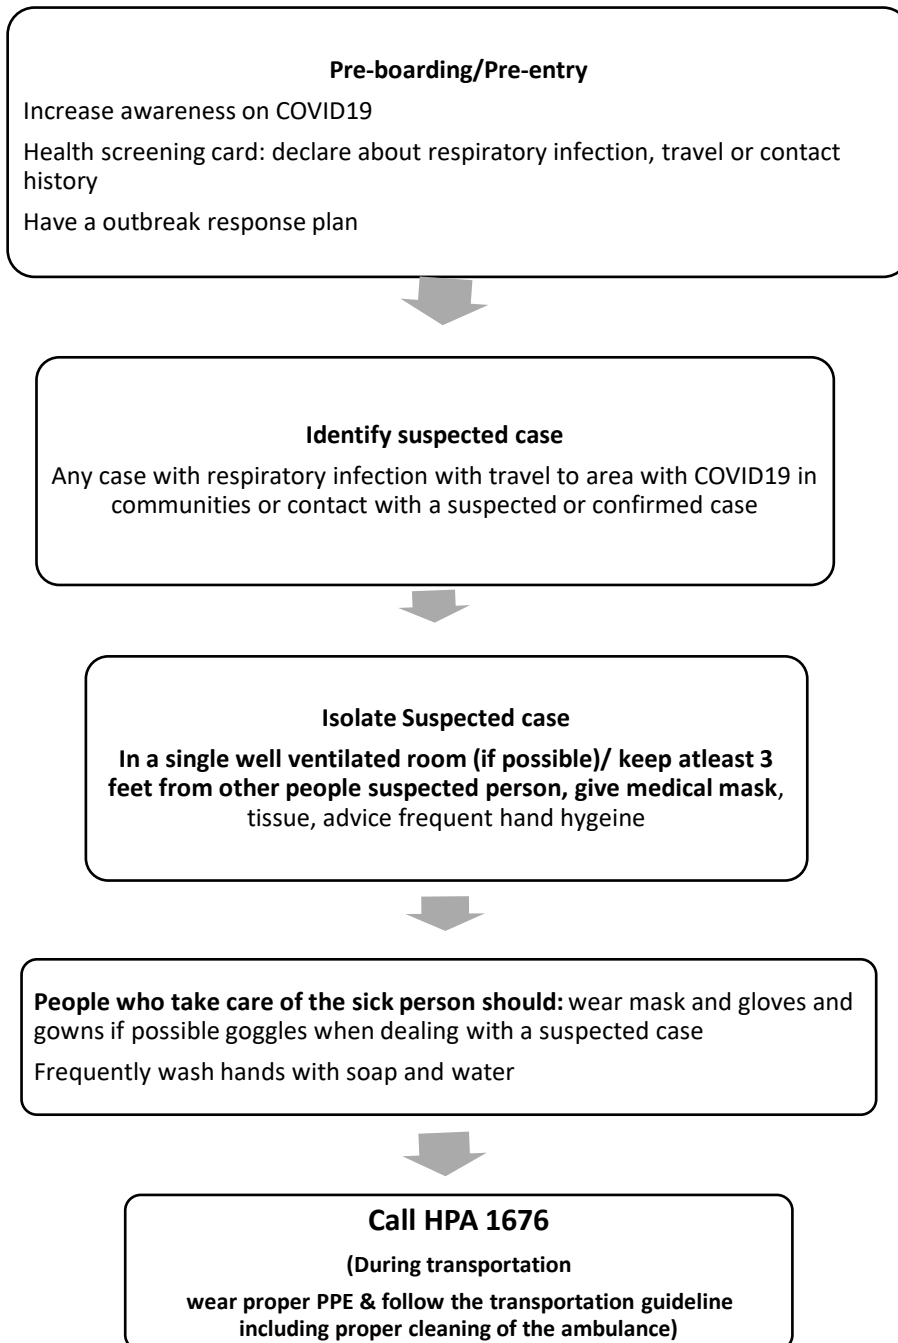 Pre-boarding/Pre-entry
Increase awareness on COVID19
Health screening card: declare about respiratory infection, travel or contact
history
Have a outbreak response plan
Identify suspected case
Any case with respiratory infection with travel to area with COVID19 in
communities or contact with a suspected or confirmed case
Isolate Suspected case
In a single well ventilated room (if possible)/ keep atleast 3
feet from other people suspected person, give medical mask,
tissue, advice frequent hand hygeine
People who take care of the sick person should: wear mask and gloves and
gowns if possible goggles when dealing with a suspected case
Frequently wash hands with soap and water
Call HPA 1676
(During transportation
wear proper PPE & follow the transportation guideline
including proper cleaning of the ambulance)